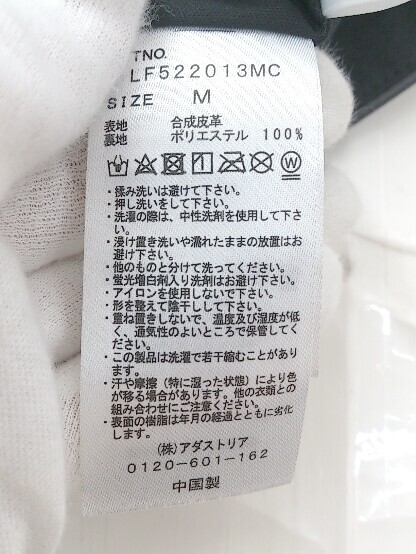 TNO.
LF522013MC
SIZE M
表地 合成皮革
裏地 ポリエステル 100%
W
・揉み洗いは避けて下さい。
・押し洗いをして下さい。
・洗濯の際は、中性洗剤を使用して下さ
い。
・浸け置き洗いや濡れたままの放置はお
避け下さい。
・他のものと分けて洗ってください。
・蛍光増白剤入り洗剤はお避け下さい。
・アイロンを使用しないで下さい。
・形を整えて陰干しして下さい。
・重ね置きしないで、温度及び湿度が低
く、通気性のよいところで保管してく
ださい。
・この製品は洗濯で若干縮むことがあり
ます。
・汗や摩擦（特に湿った状態）により色
が移る場合があります。他の衣類との
組み合わせにご注意ください。
・表面の樹脂は年月の経過とともに劣化
します。
(株)アダストリア
0120-601-162
中国製